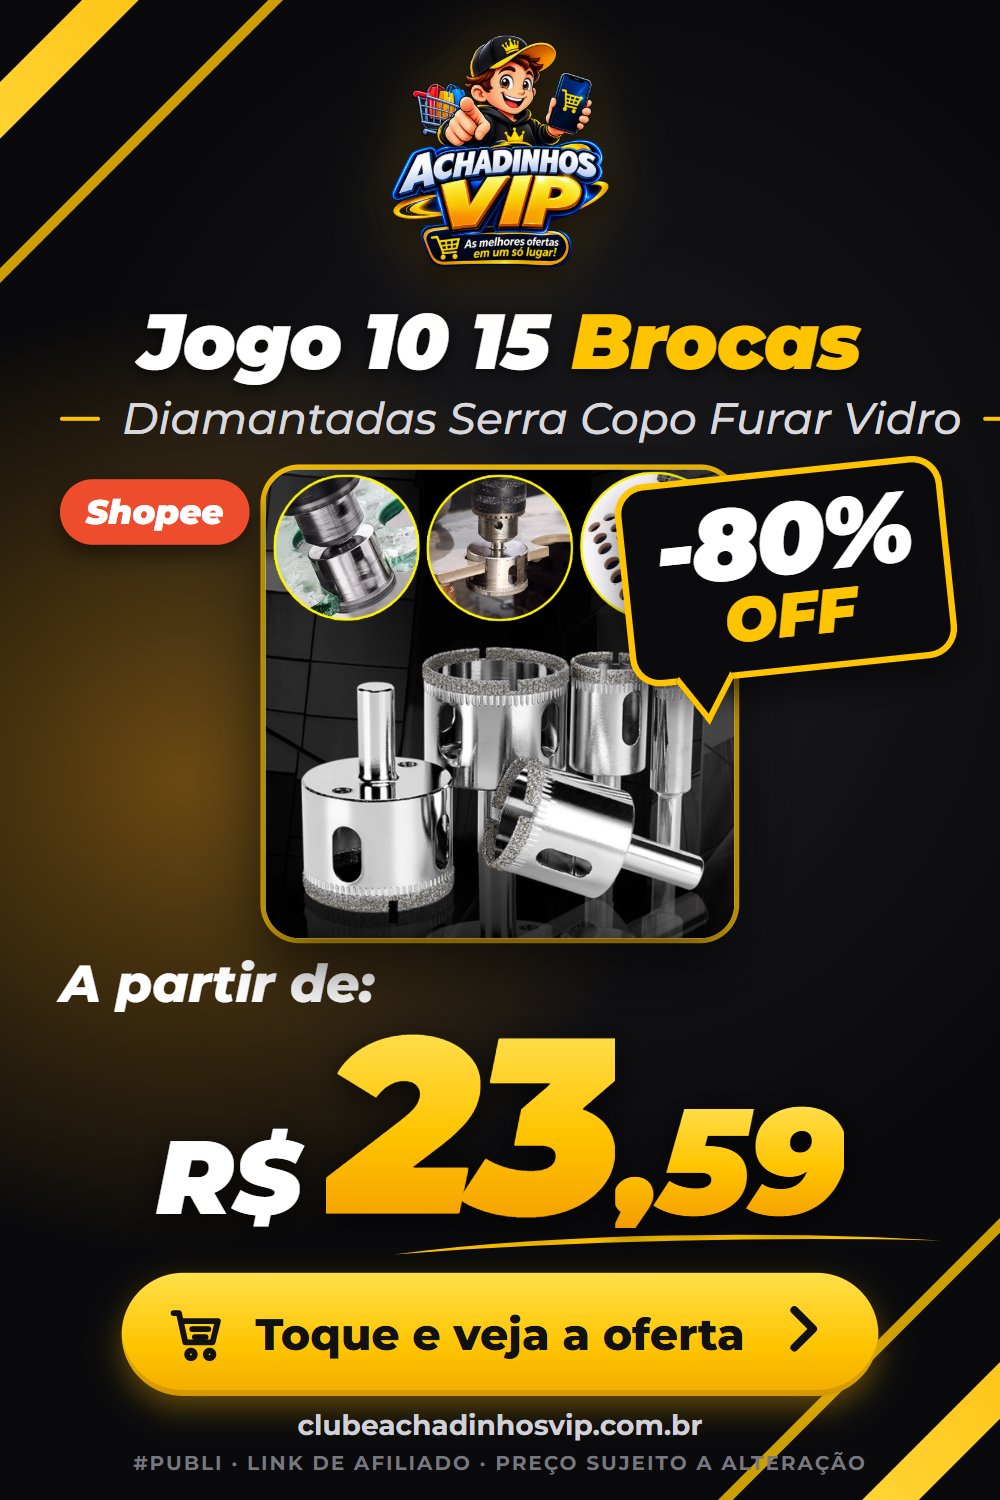 ACHADINHOS
VIP
As melhores ofertas
em um só lugar!
Jogo 10 15 Brocas
Diamantadas Serra Copo Furar Vidro
Shopee
-80%
OFF
A partir de:
R$ 23,59
Toque e veja a oferta
clubeachadinhosvip.com.br
#PUBLI · LINK DE AFILIADO · PREÇO SUJEITO A ALTERAÇÃO